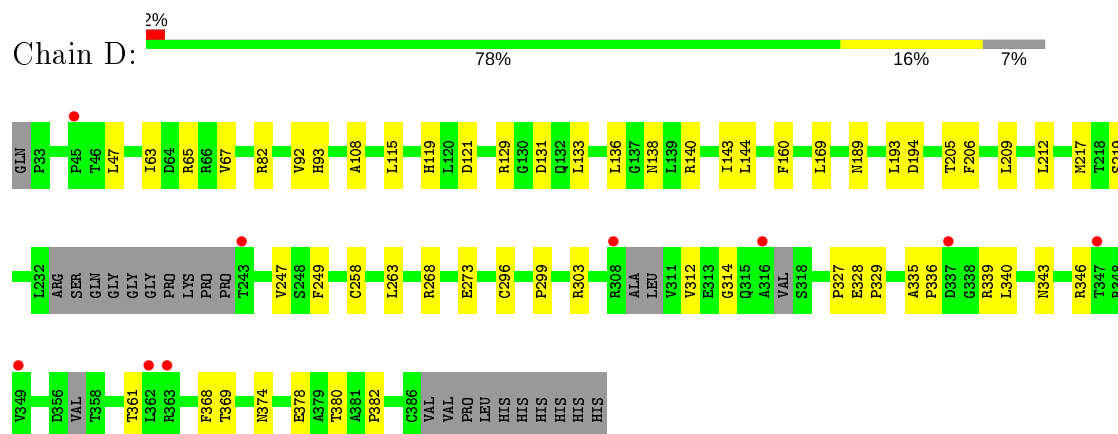 2%
Chain D:
78% 16% 7%
GLN P33 P45 T46 L47 I63 D64 R65 R66 V67 R82 V92 H93 A108 L115 H119 L120 D121 R129 G130 D131 Q132 L133 L136 G137 N138 L139 R140 I143 L144 F160 L169 N189 L193 D194 T205 F206 L209 L212 M217 T218 S219
L232 ARG SER GLN GLY GLY GLY PRO LYS PRO PRO T243 V247 S248 F249 C258 L263 R268 E273 C296 P299 R303 R308 ALA LEU V311 V312 E313 G314 Q315 A316 VAL S318 P327 E328 P329 A335 P336 D337 G338 R339 L340 N343 R346 T347 R348
V349 D356 VAL T358 T361 L362 R363 F368 T369 N374 E378 A379 T380 A381 P382 C386 VAL VAL PRO LEU HIS HIS HIS HIS HIS HIS